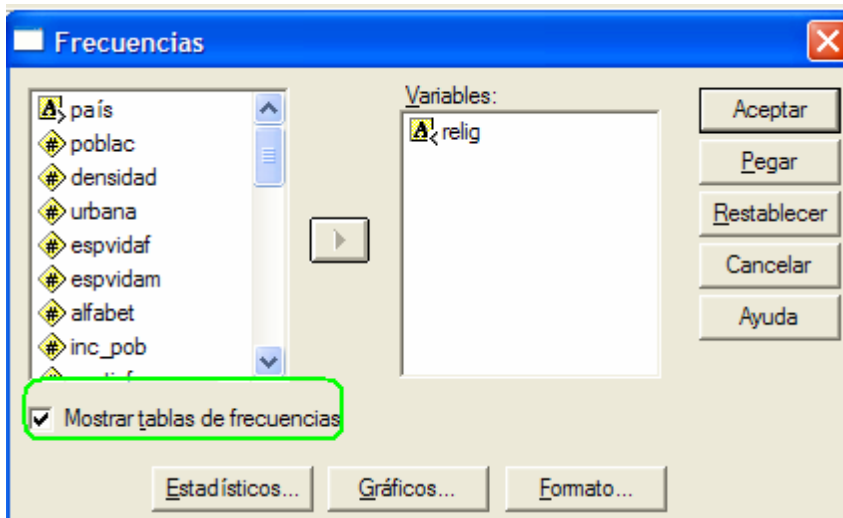 Frecuencias
país
poblac
densidad
urbana
espvidaf
espvidam
alfabet
inc_pob
Mostrar tablas de frecuencias
Variables:
relig
Aceptar
Pegar
Restablecer
Cancelar
Ayuda
Estadísticos...
Gráficos...
Formato...